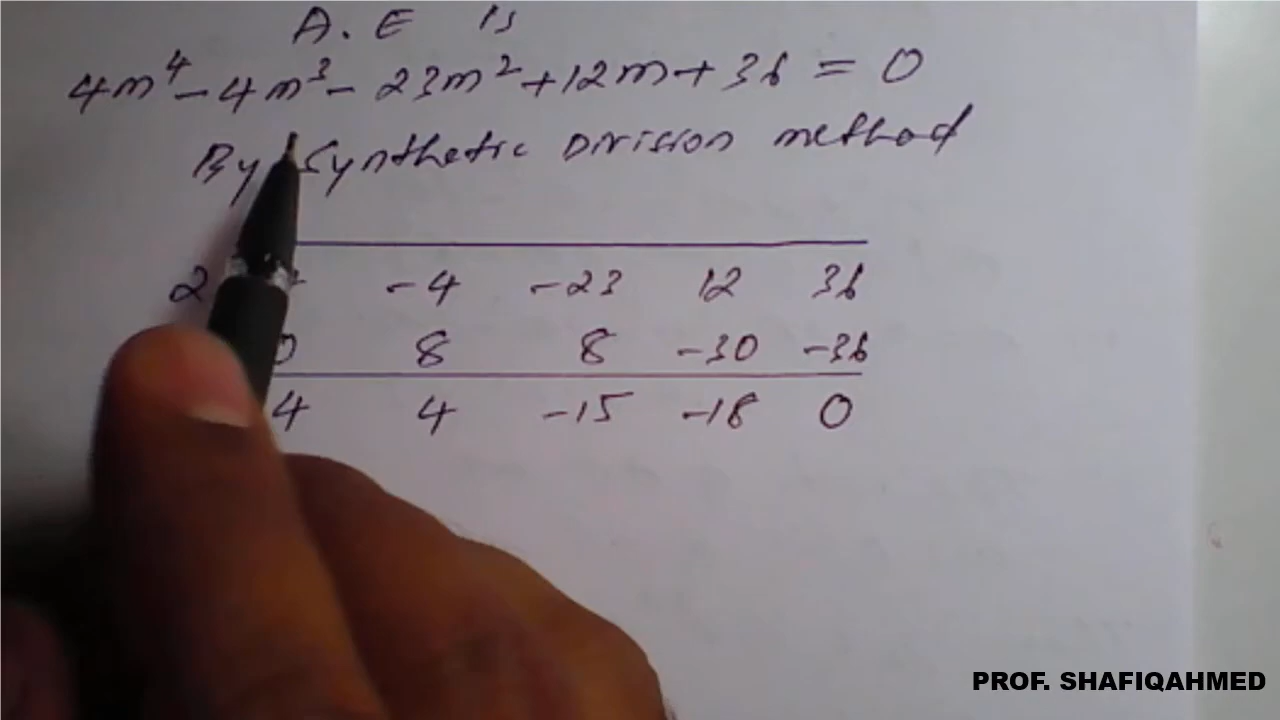 A.E is
4m⁴ - 4m³ - 23m² + 12m + 36 = 0
By Synthetic Division method
2 -4 -23 12 36
0 8 8 -30 -36
4 4 -15 -18 0
PROF. SHAFIQAHMED